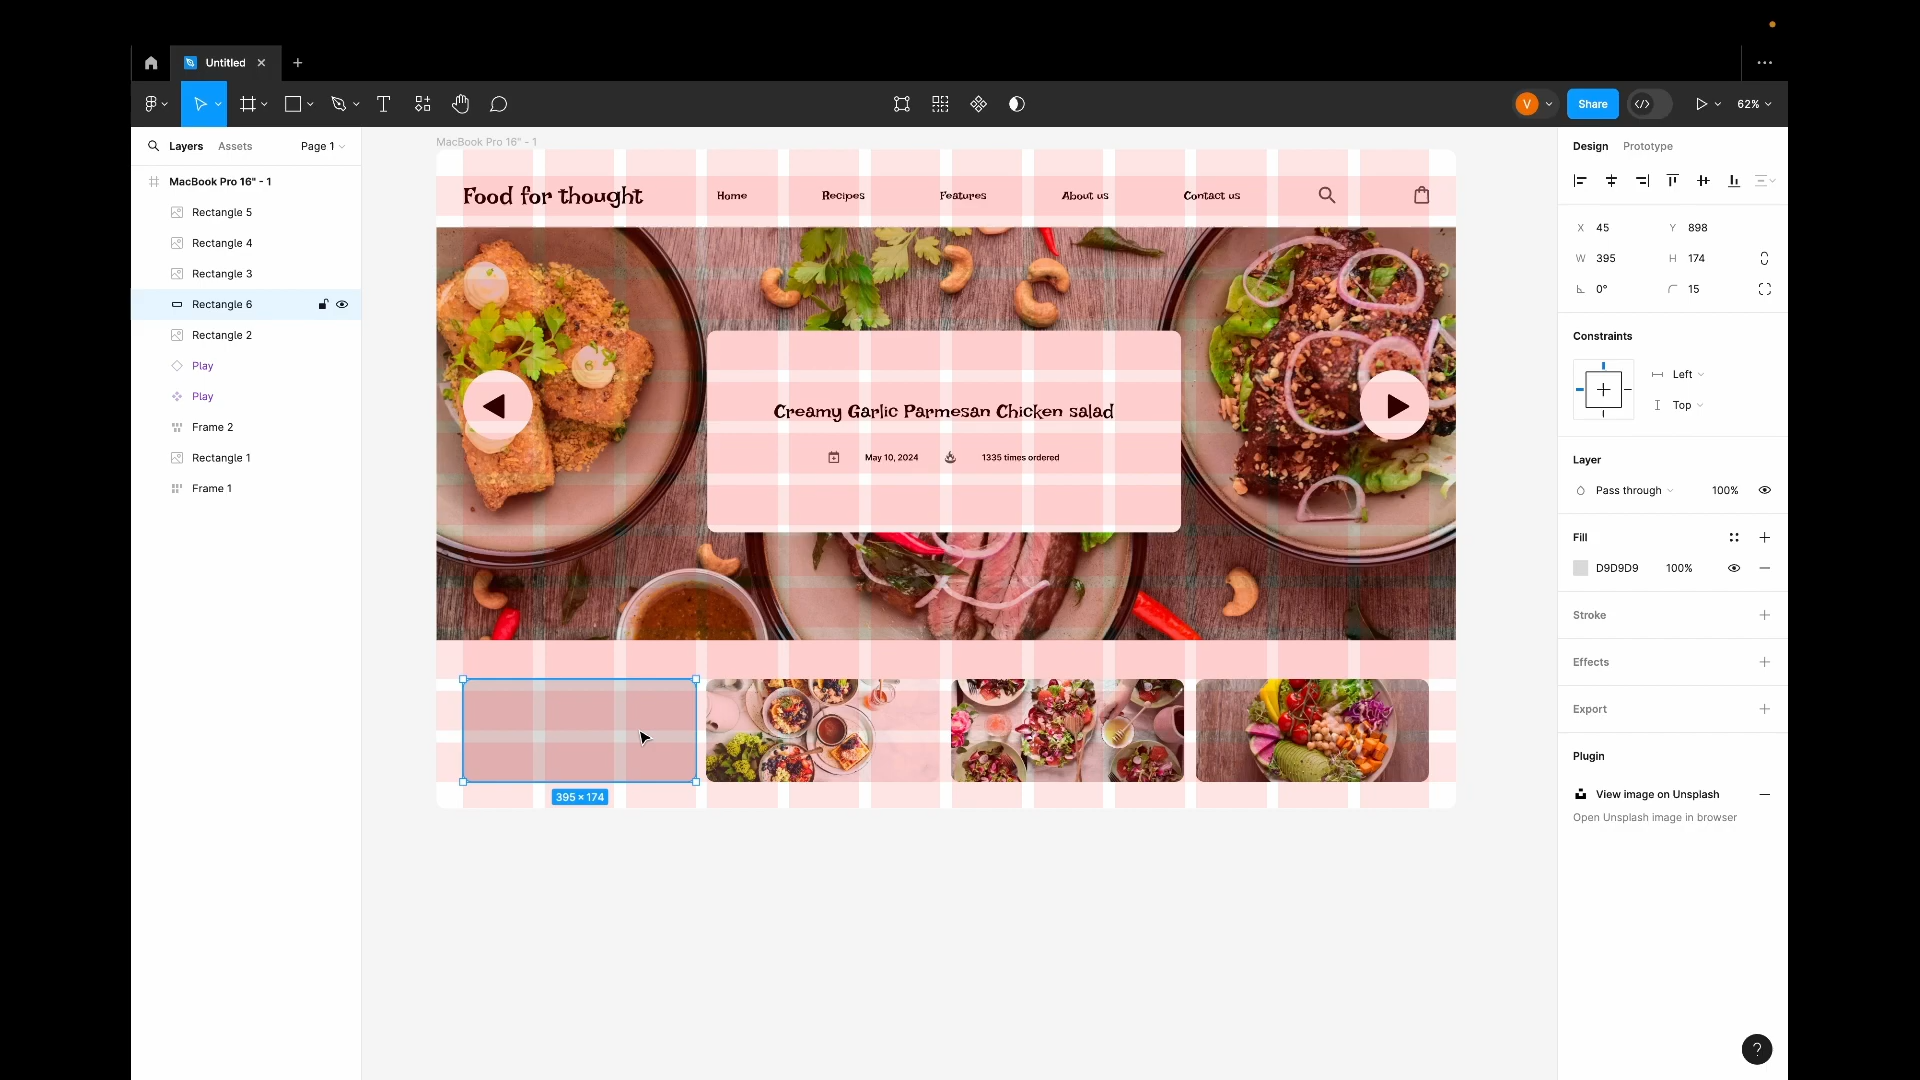 Untitled
V
Share
62%
Layers
Assets
Page 1
MacBook Pro 16" - 1
Rectangle 5
Rectangle 4
Rectangle 3
Rectangle 6
Rectangle 2
Play
Play
Frame 2
Rectangle 1
Frame 1
MacBook Pro 16" - 1
Food for thought
Home
Recipes
Features
About us
Contact us
Creamy Garlic Parmesan Chicken salad
May 10, 2024
1335 times ordered
395 × 174
Design
Prototype
X 45
Y 898
W 395
H 174
0°
15
Constraints
Left
Top
Layer
Pass through
100%
Fill
D9D9D9
100%
Stroke
Effects
Export
Plugin
View image on Unsplash
Open Unsplash image in browser
?